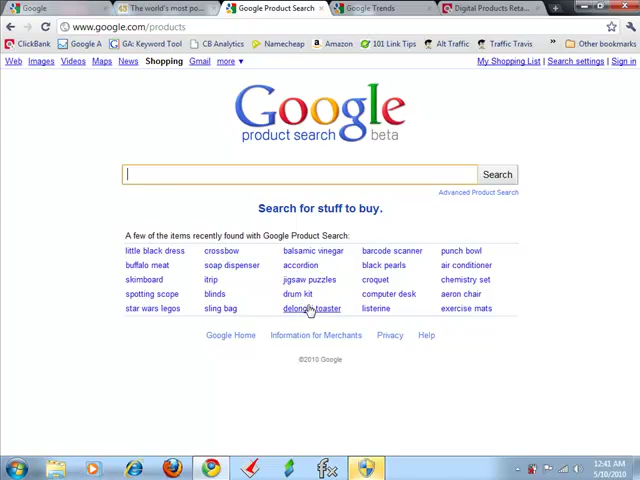 Google
The world's most po...
Google Product Search
Google Trends
Digital Products Reta...
www.google.com/products
ClickBank
Google A
GA: Keyword Tool
CB Analytics
Namecheap
Amazon
101 Link Tips
Alt Traffic
Traffic Travis
»
Other bookmarks
Web Images Videos Maps News Shopping Gmail more ▼
My Shopping List | Search settings | Sign in
Google
product search beta
Search
Advanced Product Search
Search for stuff to buy.
A few of the items recently found with Google Product Search:
little black dress crossbow balsamic vinegar barcode scanner punch bowl
buffalo meat soap dispenser accordion black pearls air conditioner
skimboard itrip jigsaw puzzles croquet chemistry set
spotting scope blinds drum kit computer desk aeron chair
star wars legos sling bag delonghi toaster listerine exercise mats
Google Home Information for Merchants Privacy Help
©2010 Google
fx
12:41 AM
5/10/2010